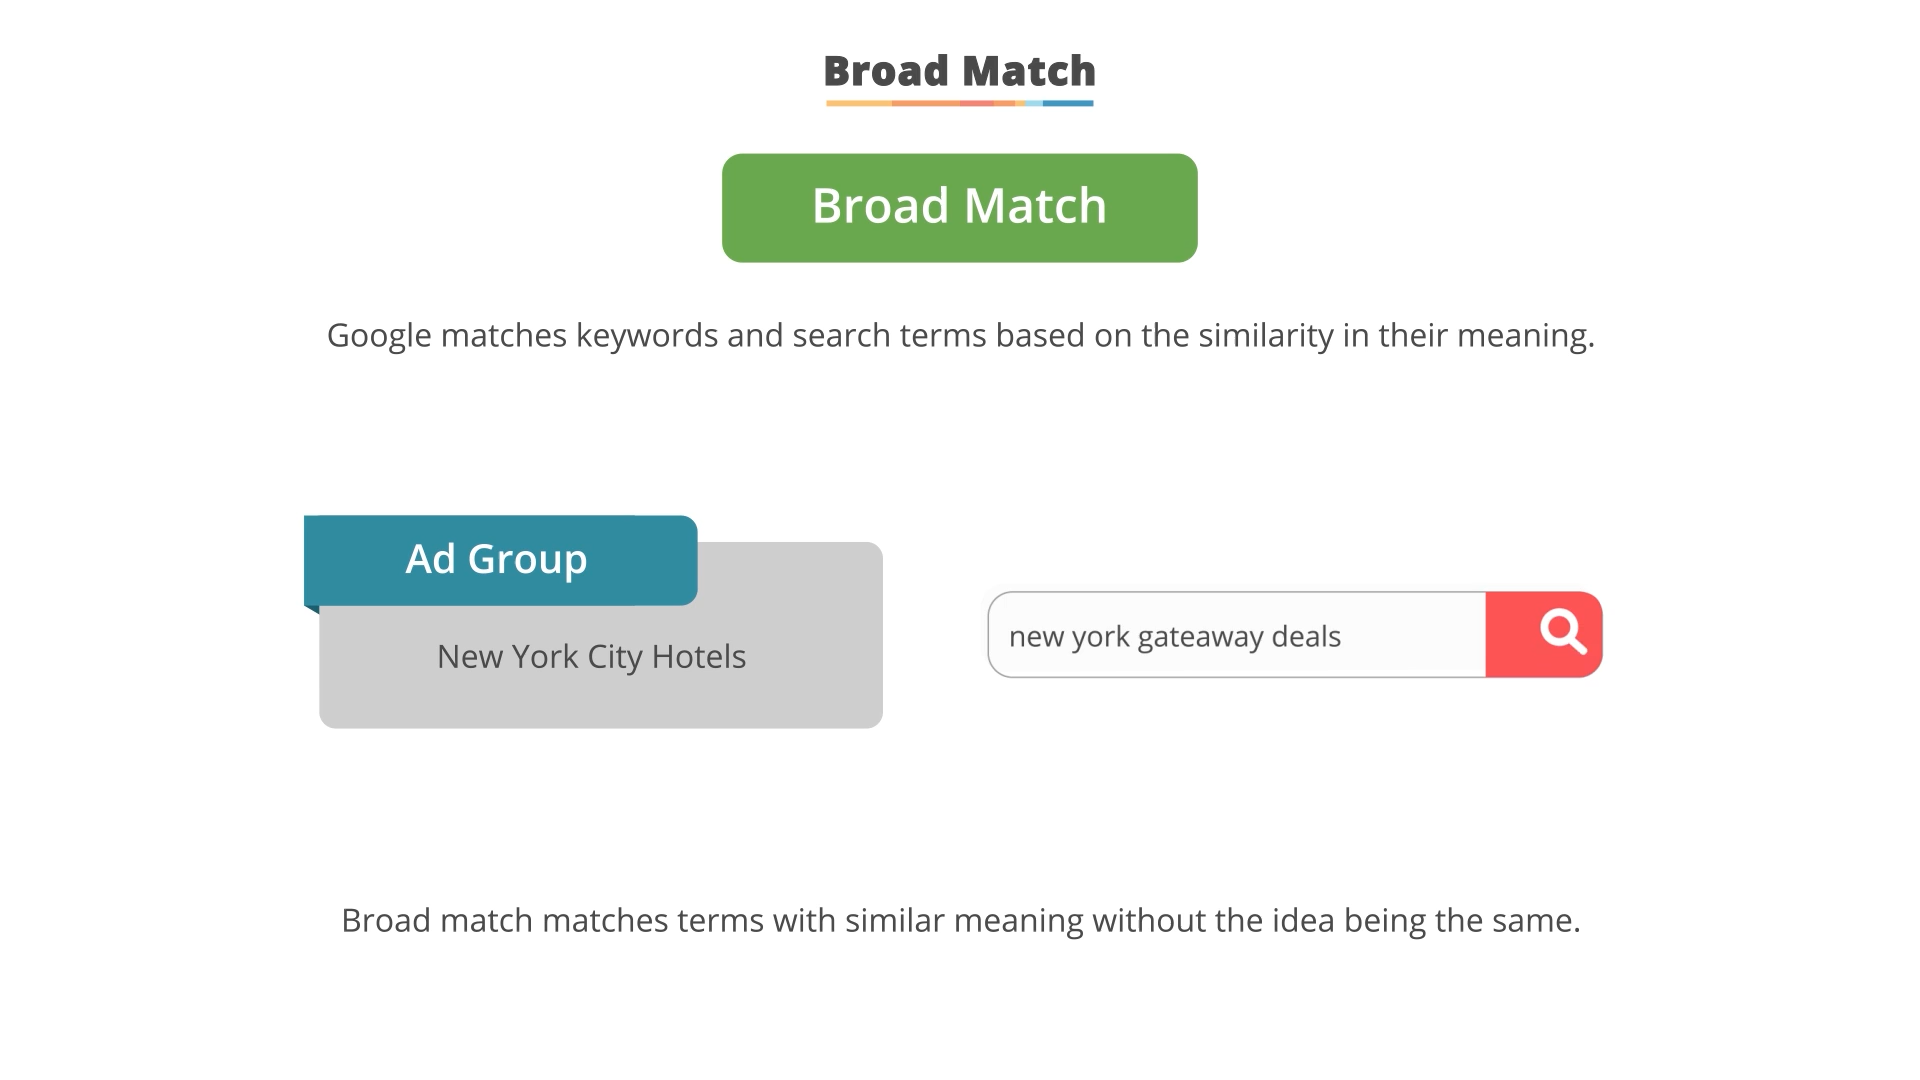 Broad Match
Broad Match
Google matches keywords and search terms based on the similarity in their meaning.
Ad Group
New York City Hotels
new york gateaway deals
Broad match matches terms with similar meaning without the idea being the same.